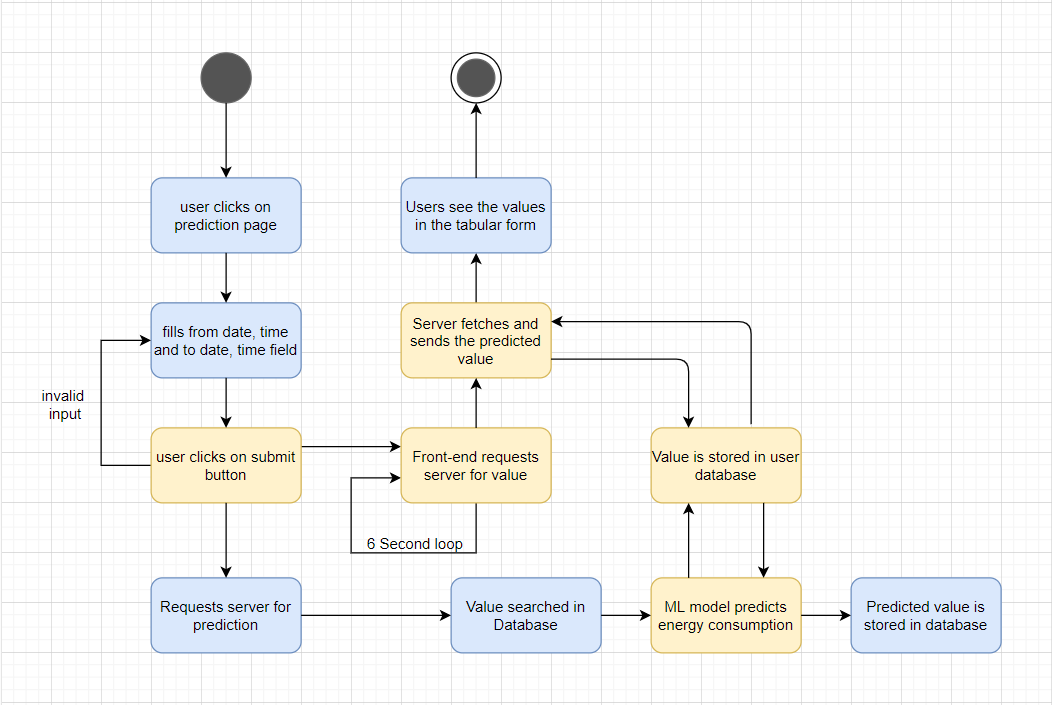 user clicks on
prediction page
Users see the values
in the tabular form
fills from date, time
and to date, time field
Server fetches and
sends the predicted
value
invalid
input
user clicks on submit
button
Front-end requests
server for value
Value is stored in user
database
6 Second loop
Requests server for
prediction
Value searched in
Database
ML model predicts
energy consumption
Predicted value is
stored in database